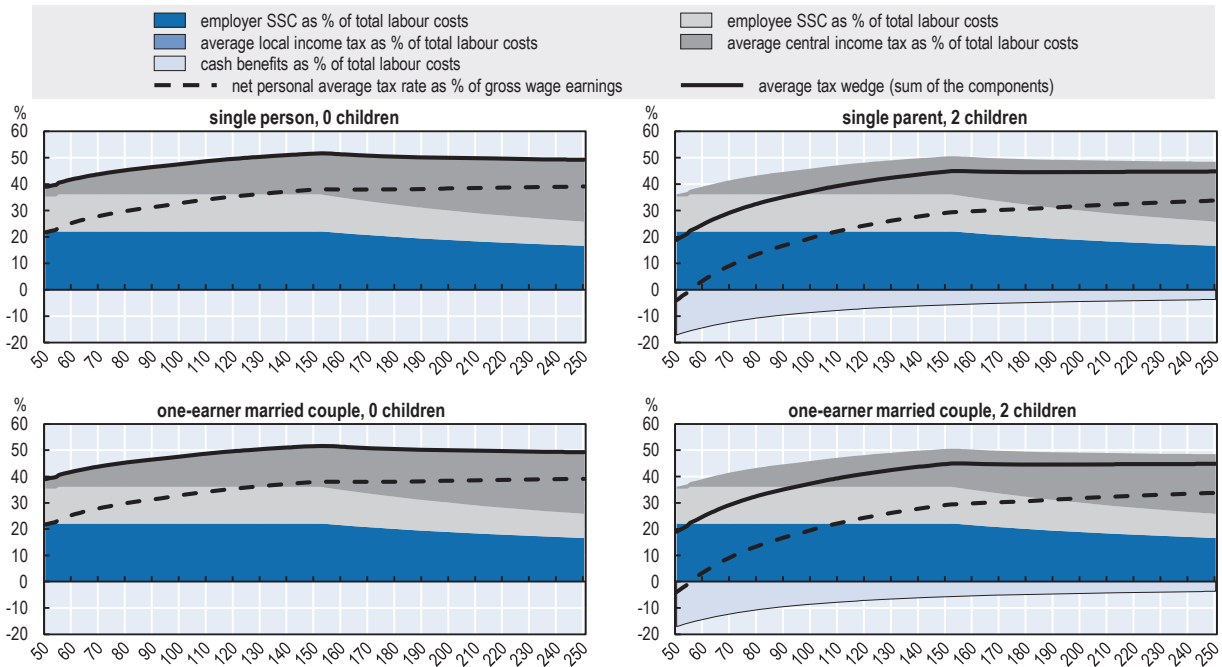 employer SSC as % of total labour costs
employee SSC as % of total labour costs
average local income tax as % of total labour costs
average central income tax as % of total labour costs
cash benefits as % of total labour costs
net personal average tax rate as % of gross wage earnings
average tax wedge (sum of the components)
%
single person, 0 children
60
50
40
30
20
10
0
-10
-20
50 60 70 80 90 100 110 120 130 140 150 160 170 180 190 200 210 220 230 240 250
%
single parent, 2 children
60
50
40
30
20
10
0
-10
-20
50 60 70 80 90 100 110 120 130 140 150 160 170 180 190 200 210 220 230 240 250
%
one-earner married couple, 0 children
60
50
40
30
20
10
0
-10
-20
50 60 70 80 90 100 110 120 130 140 150 160 170 180 190 200 210 220 230 240 250
%
one-earner married couple, 2 children
60
50
40
30
20
10
0
-10
-20
50 60 70 80 90 100 110 120 130 140 150 160 170 180 190 200 210 220 230 240 250